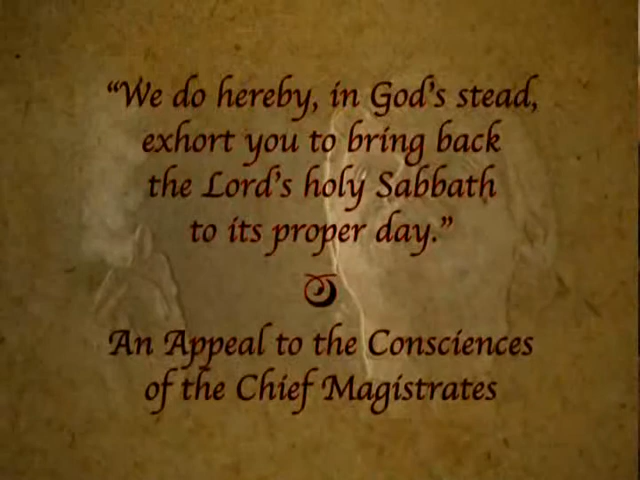 “We do hereby, in God's stead,
exhort you to bring back
the Lord's holy Sabbath
to its proper day.”
An Appeal to the Consciences
of the Chief Magistrates